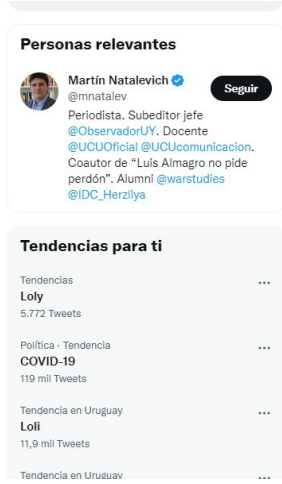 Personas relevantes
Martín Natalevich
Seguir
@mnatalev
Periodista. Subeditor jefe
@ObservadorUY. Docente
@UCUOficial @UCUcomunicacion.
Coautor de "Luis Almagro no pide
perdón". Alumni @warstudies
@IDC_Herzliya
Tendencias para ti
Tendencias
Loly
5.772 Tweets
Política · Tendencia
COVID-19
119 mil Tweets
Tendencia en Uruguay
Loli
11,9 mil Tweets
Tendencia en Uruguay